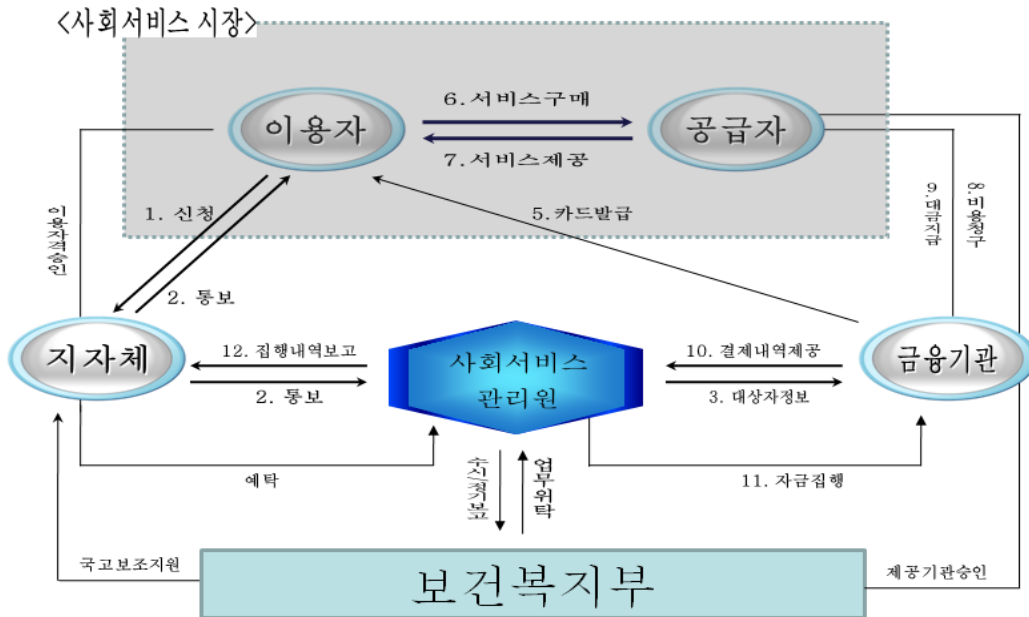 <사회서비스 시장>
이용자
6.서비스구매
7.서비스제공
공급자
1. 신청
2. 통보
5.카드발급
이용자격승인
9.대금지급
8.비용청구
지자체
12. 집행내역보고
2. 통보
사회서비스
관리원
10. 결제내역제공
3. 대상자정보
금융기관
예탁
수시/정기보고
업무위탁
11. 자금집행
국고보조지원
보건복지부
제공기관승인